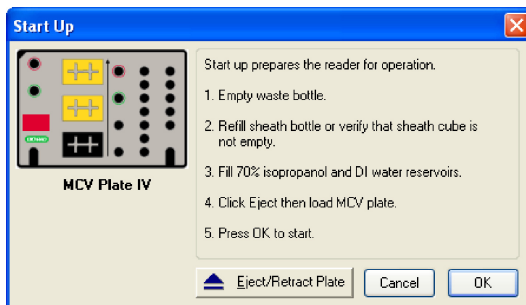 Start Up
Start up prepares the reader for operation.
1. Empty waste bottle.
2. Refill sheath bottle or verify that sheath cube is
not empty.
3. Fill 70% isopropanol and DI water reservoirs.
4. Click Eject then load MCV plate.
5. Press OK to start.
MCV Plate IV
Eject/Retract Plate
Cancel
OK